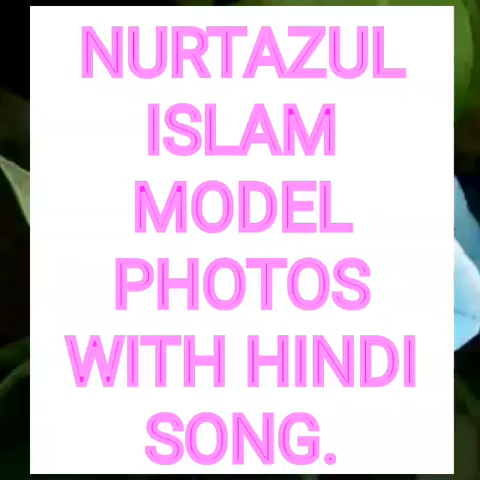 NURTAZUL
ISLAM
MODEL
PHOTOS
WITH HINDI
SONG.